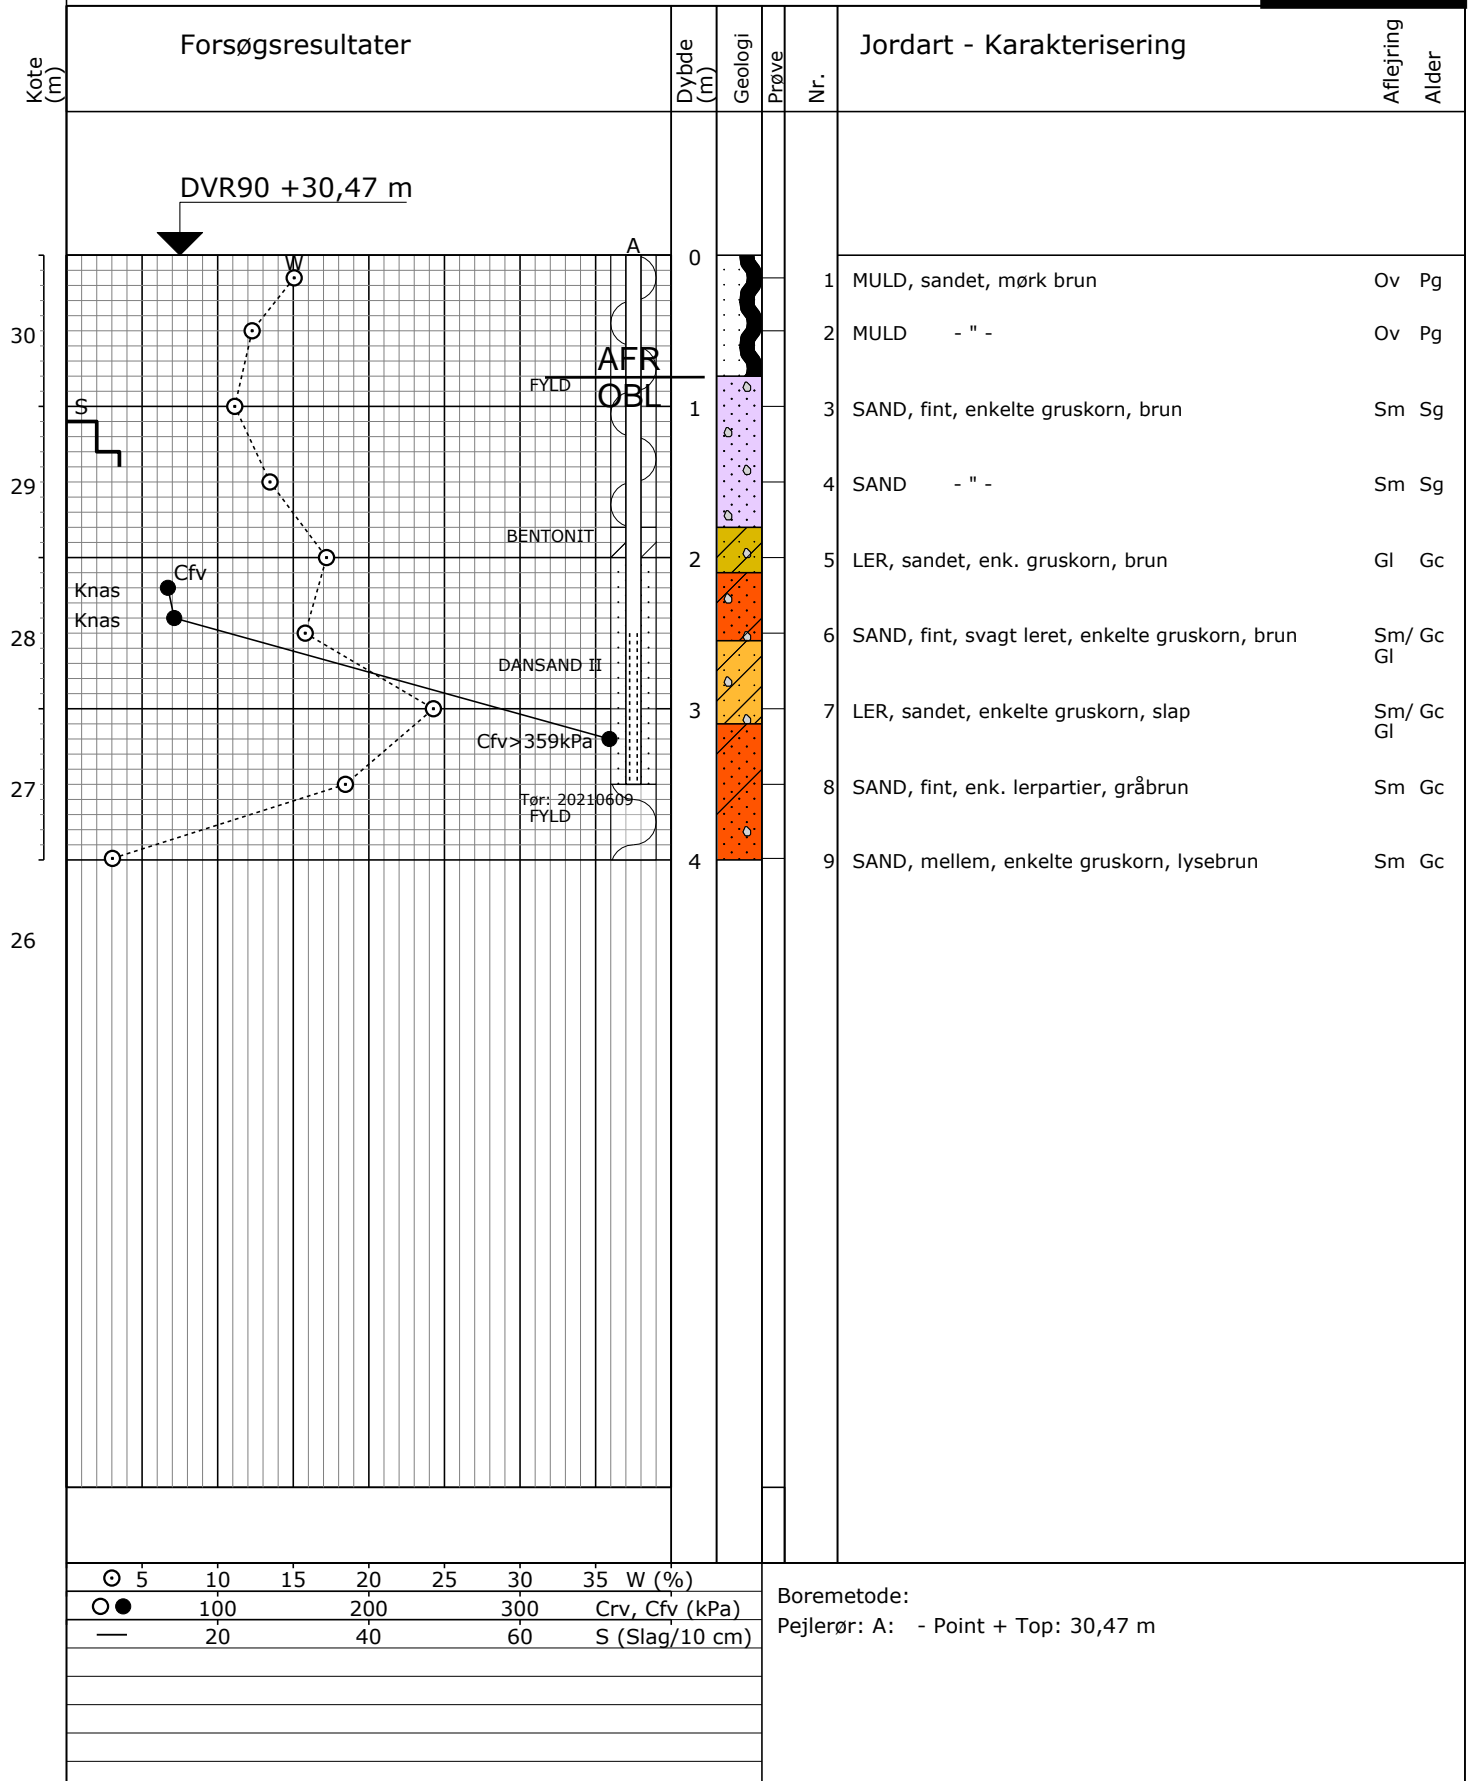 Kote (m)
Forsøgsresultater
Dybde (m)
Geologi
Prøve
Nr.
Jordart - Karakterisering
Aflejring
Alder
DVR90 +30,47 m
A
W
0
1 MULD, sandet, mørk brun Ov Pg
30
2 MULD - " - Ov Pg
AFR
FYLD
OBL
S
1
3 SAND, fint, enkelte gruskorn, brun Sm Sg
29
4 SAND - " - Sm Sg
BENTONIT
2
5 LER, sandet, enk. gruskorn, brun Gl Gc
Cfv
Knas
Knas
28
6 SAND, fint, svagt leret, enkelte gruskorn, brun Sm/ Gc
Gl
DANSAND II
3
7 LER, sandet, enkelte gruskorn, slap Sm/ Gc
Gl
Cfv>359kPa
27
8 SAND, fint, enk. lerpartier, gråbrun Sm Gc
Tør: 20210609
FYLD
4
9 SAND, mellem, enkelte gruskorn, lysebrun Sm Gc
26
5 10 15 20 25 30 35 W (%)
100 200 300 Crv, Cfv (kPa)
20 40 60 S (Slag/10 cm)
Boremetode:
Pejlerør: A: - Point + Top: 30,47 m